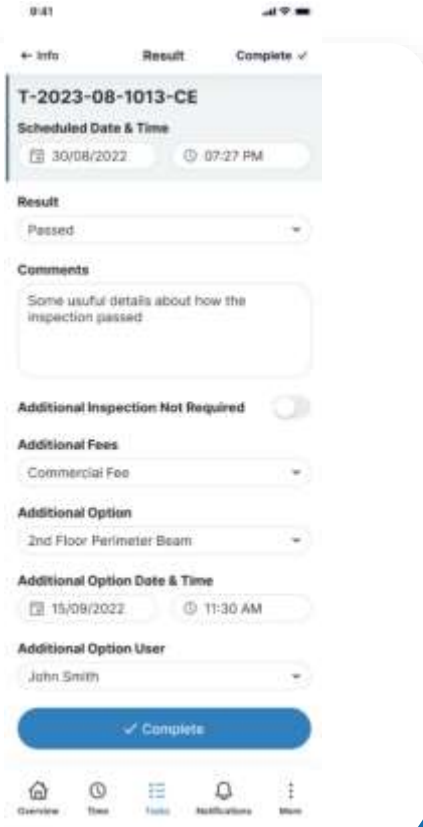 9:41
← Info Result Complete ✓
T-2023-08-1013-CE
Scheduled Date & Time
30/08/2022 07:27 PM
Result
Passed
Comments
Some usuful details about how the
inspection passed
Additional Inspection Not Required
Additional Fees
Commercial Fee
Additional Option
2nd Floor Perimeter Beam
Additional Option Date & Time
15/09/2022 11:30 AM
Additional Option User
John Smith
✓ Complete
Overview Time Tasks Notifications More